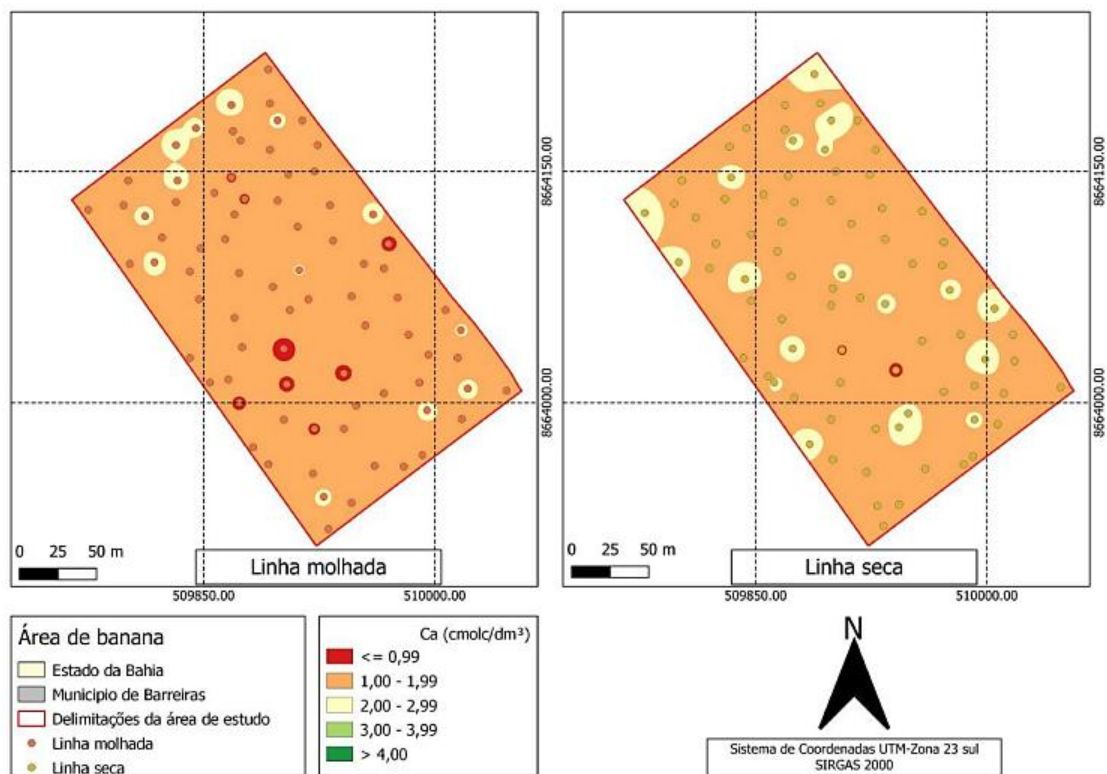 8664150.00
8664000.00
0 25 50 m
Linha molhada
509850.00
510000.00
8664150.00
8664000.00
0 25 50 m
Linha seca
509850.00
510000.00
Área de banana
Estado da Bahia
Municipio de Barreiras
Delimitações da área de estudo
Linha molhada
Linha seca
Ca (cmolc/dm³)
<= 0,99
1,00 - 1,99
2,00 - 2,99
3,00 - 3,99
> 4,00
N
Sistema de Coordenadas UTM-Zona 23 sul
SIRGAS 2000